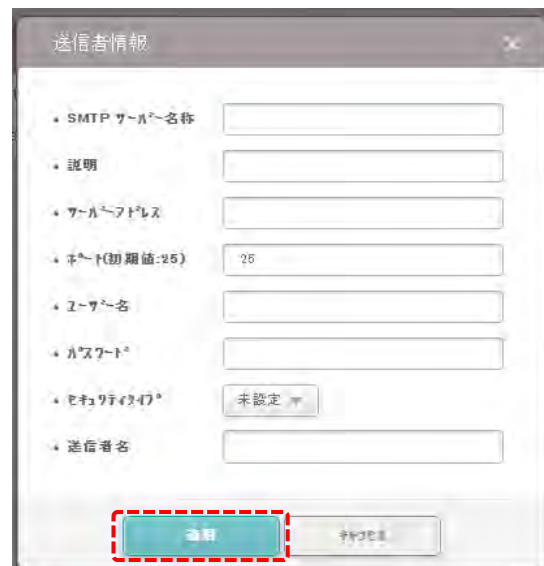 送信者情報
SMTP ｻｰﾊﾞｰ名称
説明
ｻｰﾊﾞｰｱﾄﾞﾚｽ
ﾎﾟｰﾄ(初期値:25)
25
ﾕｰｻﾞｰ名
ﾊﾟｽﾜｰﾄﾞ
ｾｷｭﾘﾃｨﾀｲﾌﾟ
未設定
送信者名
適用
ｷｬﾝｾﾙ